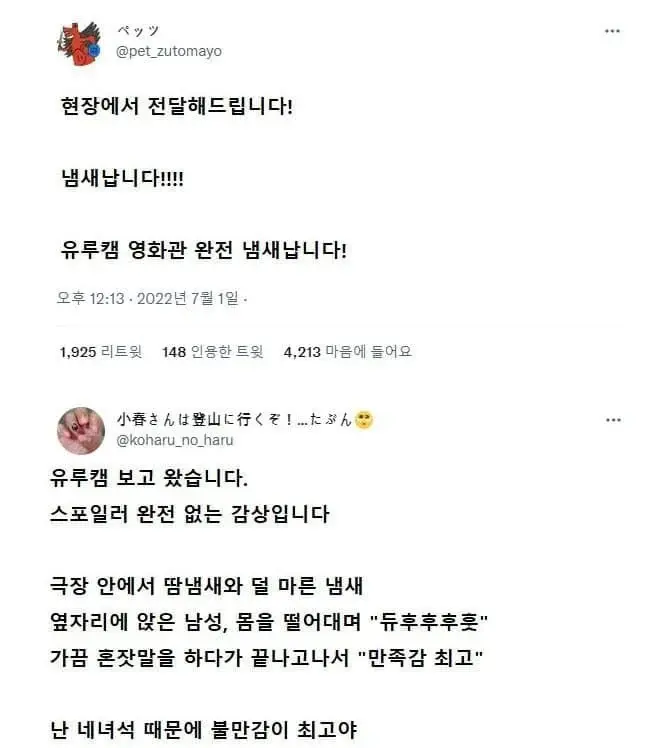 ペッツ
@pet_zutomayo
현장에서 전달해드립니다!
냄새납니다!!!!
유루캠 영화관 완전 냄새납니다!
오후 12:13 · 2022년 7월 1일 ·
1,925 리트윗 148 인용한 트윗 4,213 마음에 들어요
小春さんは登山に行くぞ！...たぶん🥺
@koharu_no_haru
유루캠 보고 왔습니다.
스포일러 완전 없는 감상입니다
극장 안에서 땀냄새와 덜 마른 냄새
옆자리에 앉은 남성, 몸을 떨어대며 "듀후후후훗"
가끔 혼잣말을 하다가 끝나고나서 "만족감 최고"
난 네녀석 때문에 불만감이 최고야